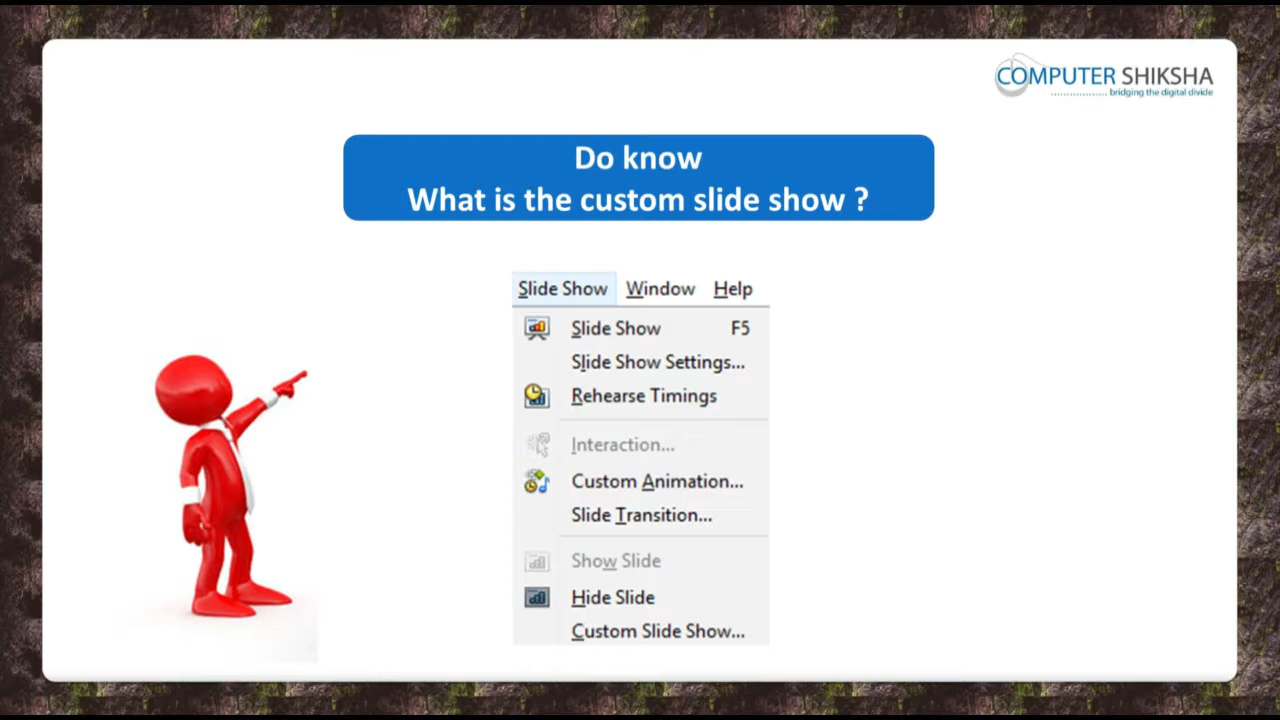 COMPUTER SHIKSHA
bridging the digital divide
Do know
What is the custom slide show ?
Slide Show Window Help
Slide Show F5
Slide Show Settings...
Rehearse Timings
Interaction...
Custom Animation...
Slide Transition...
Show Slide
Hide Slide
Custom Slide Show...